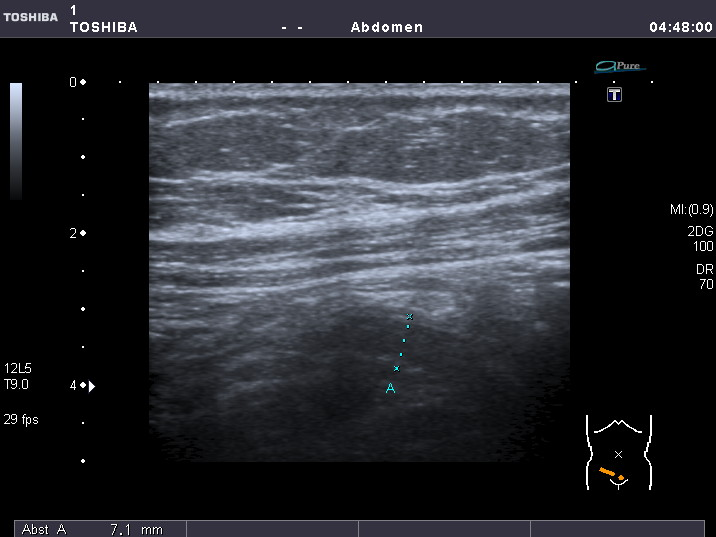 TOSHIBA
1
TOSHIBA - - Abdomen 04:48:00
Pure
T
0
2
4
MI:(0.9)
2DG
100
DR
70
12L5
T9.0
29 fps
A
Abst A 7.1 mm